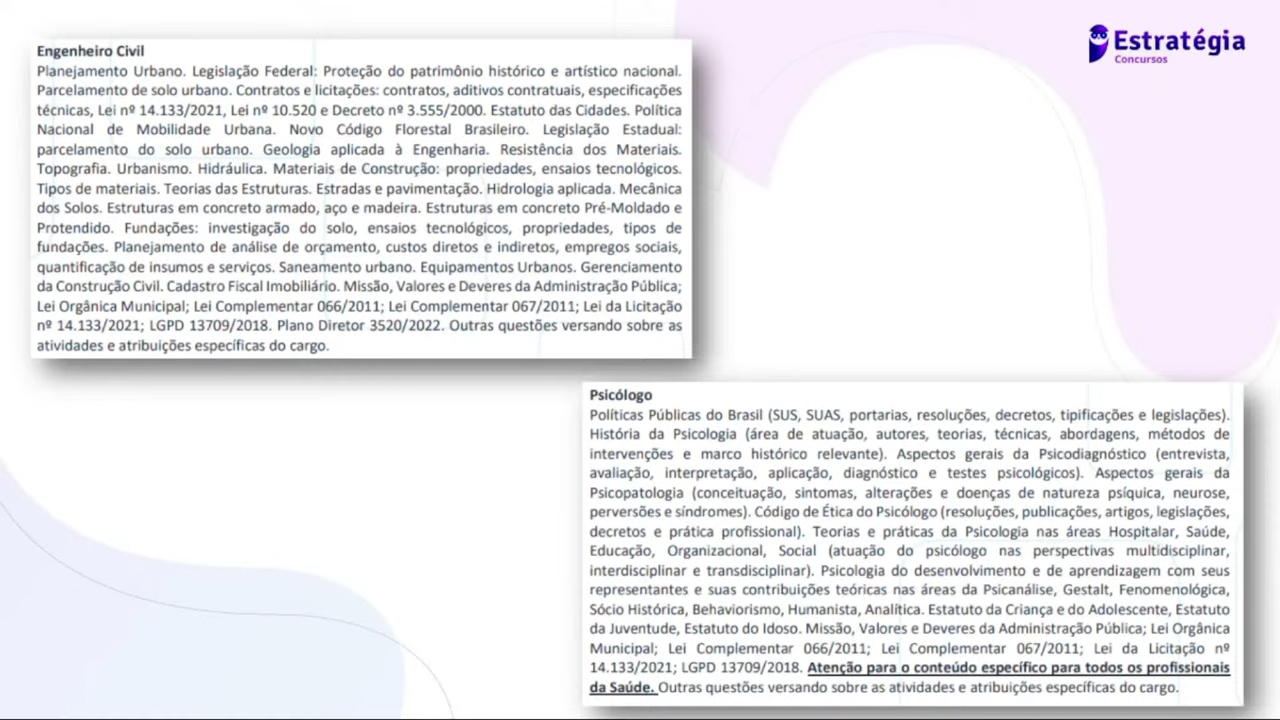 Estratégia
Concursos
Engenheiro Civil
Planejamento Urbano. Legislação Federal: Proteção do patrimônio histórico e artístico nacional.
Parcelamento de solo urbano. Contratos e licitações: contratos, aditivos contratuais, especificações
técnicas, Lei nº 14.133/2021, Lei nº 10.520 e Decreto nº 3.555/2000. Estatuto das Cidades. Política
Nacional de Mobilidade Urbana. Novo Código Florestal Brasileiro. Legislação Estadual:
parcelamento do solo urbano. Geologia aplicada à Engenharia. Resistência dos Materiais.
Topografia. Urbanismo. Hidráulica. Materiais de Construção: propriedades, ensaios tecnológicos.
Tipos de materiais. Teorias das Estruturas. Estradas e pavimentação. Hidrologia aplicada. Mecânica
dos Solos. Estruturas em concreto armado, aço e madeira. Estruturas em concreto Pré-Moldado e
Protendido. Fundações: investigação do solo, ensaios tecnológicos, propriedades, tipos de
fundações. Planejamento de análise de orçamento, custos diretos e indiretos, empregos sociais,
quantificação de insumos e serviços. Saneamento urbano. Equipamentos Urbanos. Gerenciamento
da Construção Civil. Cadastro Fiscal Imobiliário. Missão, Valores e Deveres da Administração Pública;
Lei Orgânica Municipal; Lei Complementar 066/2011; Lei Complementar 067/2011; Lei da Licitação
nº 14.133/2021; LGPD 13709/2018. Plano Diretor 3520/2022. Outras questões versando sobre as
atividades e atribuições específicas do cargo.
Psicólogo
Políticas Públicas do Brasil (SUS, SUAS, portarias, resoluções, decretos, tipificações e legislações).
História da Psicologia (área de atuação, autores, teorias, técnicas, abordagens, métodos de
intervenções e marco histórico relevante). Aspectos gerais da Psicodiagnóstico (entrevista,
avaliação, interpretação, aplicação, diagnóstico e testes psicológicos). Aspectos gerais da
Psicopatologia (conceituação, sintomas, alterações e doenças de natureza psíquica, neurose,
perversões e síndromes). Código de Ética do Psicólogo (resoluções, publicações, artigos, legislações,
decretos e prática profissional). Teorias e práticas da Psicologia nas áreas Hospitalar, Saúde,
Educação, Organizacional, Social (atuação do psicólogo nas perspectivas multidisciplinar,
interdisciplinar e transdisciplinar). Psicologia do desenvolvimento e de aprendizagem com seus
representantes e suas contribuições teóricas nas áreas da Psicanálise, Gestalt, Fenomenológica,
Sócio Histórica, Behaviorismo, Humanista, Analítica. Estatuto da Criança e do Adolescente, Estatuto
da Juventude, Estatuto do Idoso. Missão, Valores e Deveres da Administração Pública; Lei Orgânica
Municipal; Lei Complementar 066/2011; Lei Complementar 067/2011; Lei da Licitação nº
14.133/2021; LGPD 13709/2018. Atenção para o conteúdo específico para todos os profissionais
da Saúde. Outras questões versando sobre as atividades e atribuições específicas do cargo.